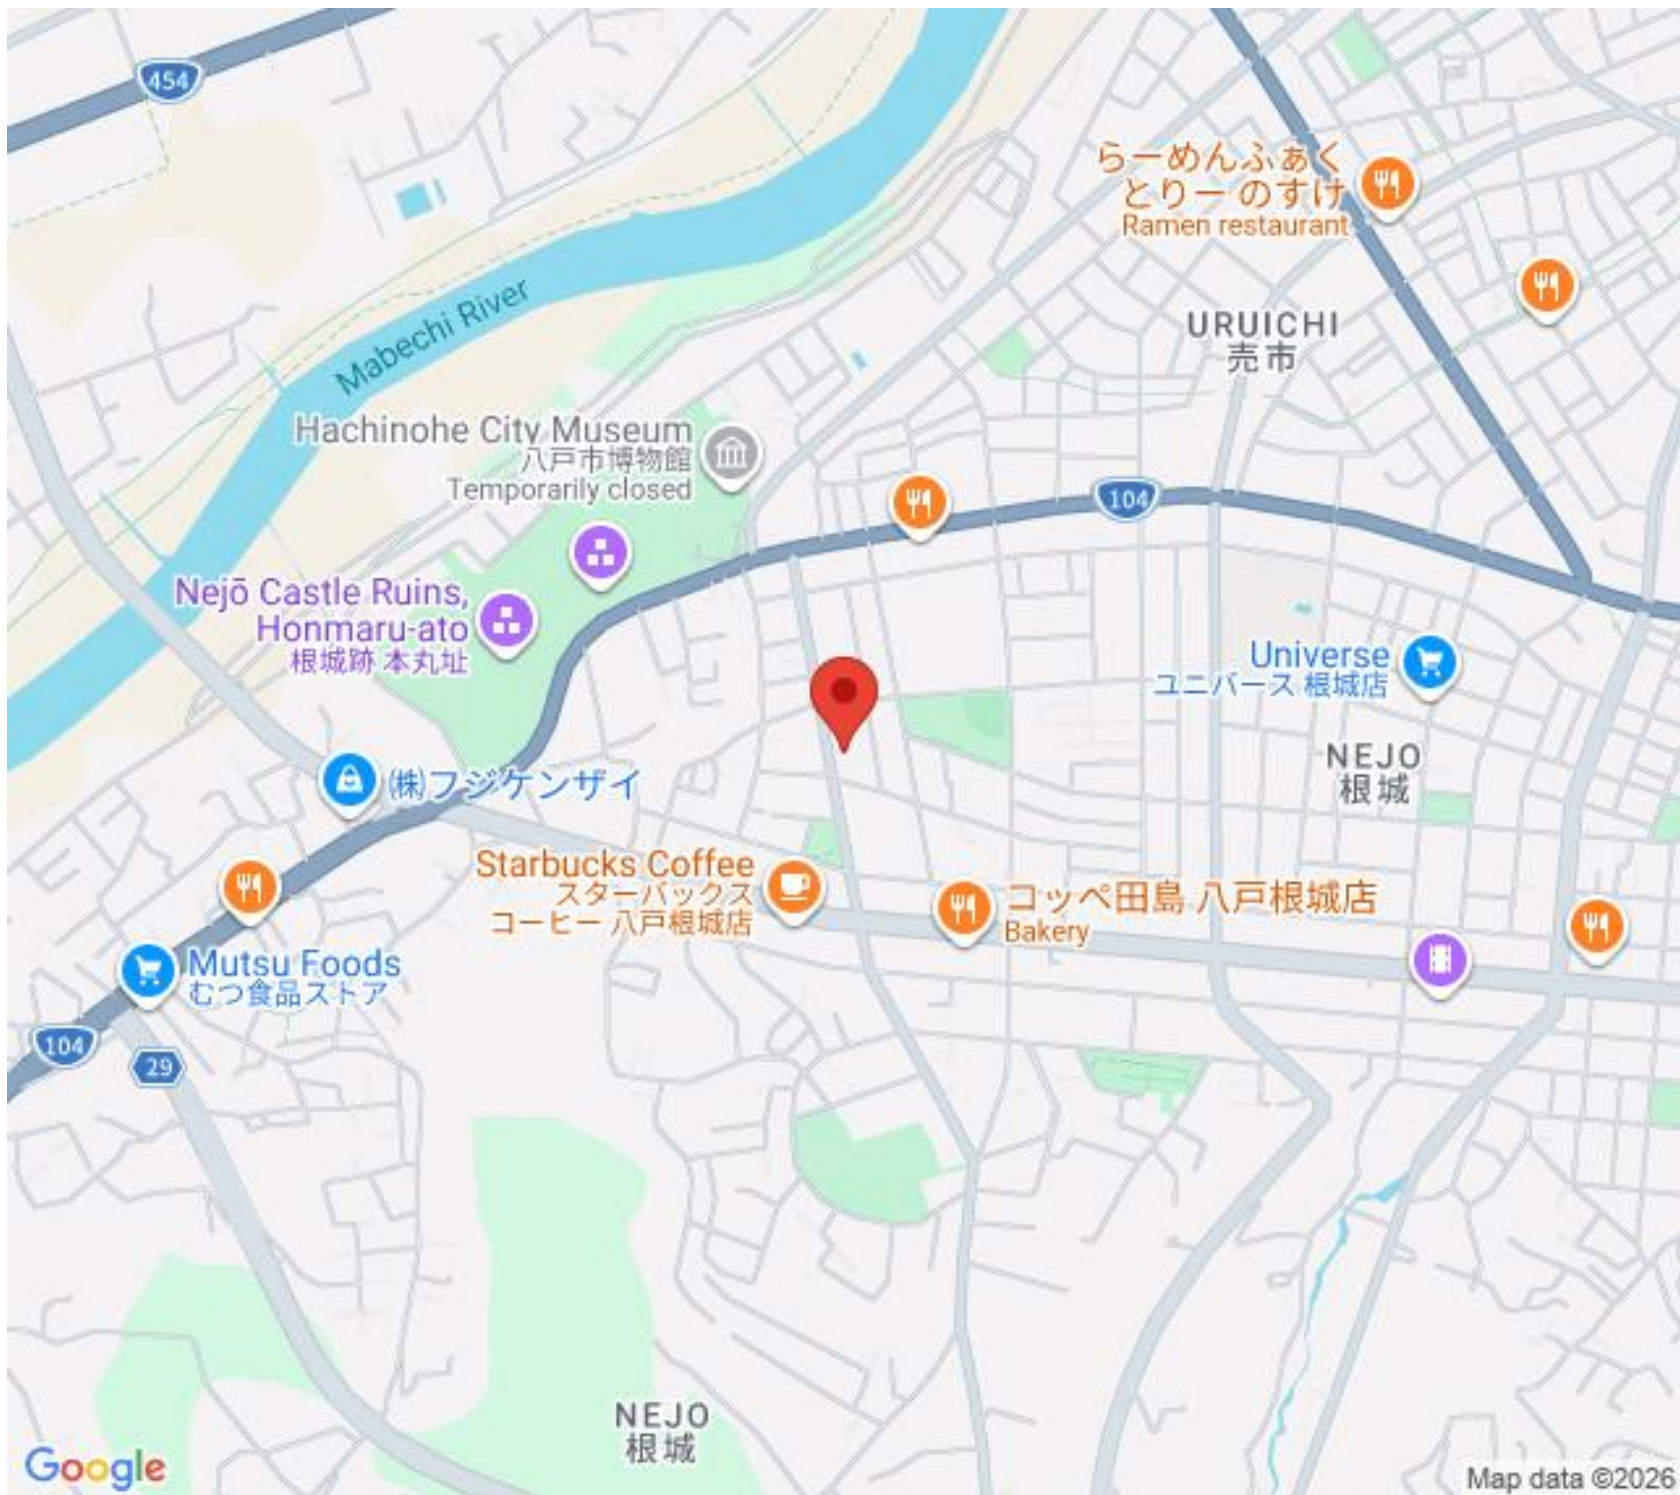 454
らーめんふぁく
とりー のすけ
Ramen restaurant
Mabechi River
URUICHI
売市
Hachinohe City Museum
八戸市博物館
Temporarily closed
104
Nejō Castle Ruins,
Honmaru-ato
根城跡 本丸址
Universe
ユニバース 根城店
NEJO
根城
㈱フジケンザイ
Starbucks Coffee
スターバックス
コーヒー 八戸根城店
コッペ田島 八戸根城店
Bakery
Mutsu Foods
むつ食品ストア
104
29
NEJO
根城
Google
Map data ©2026